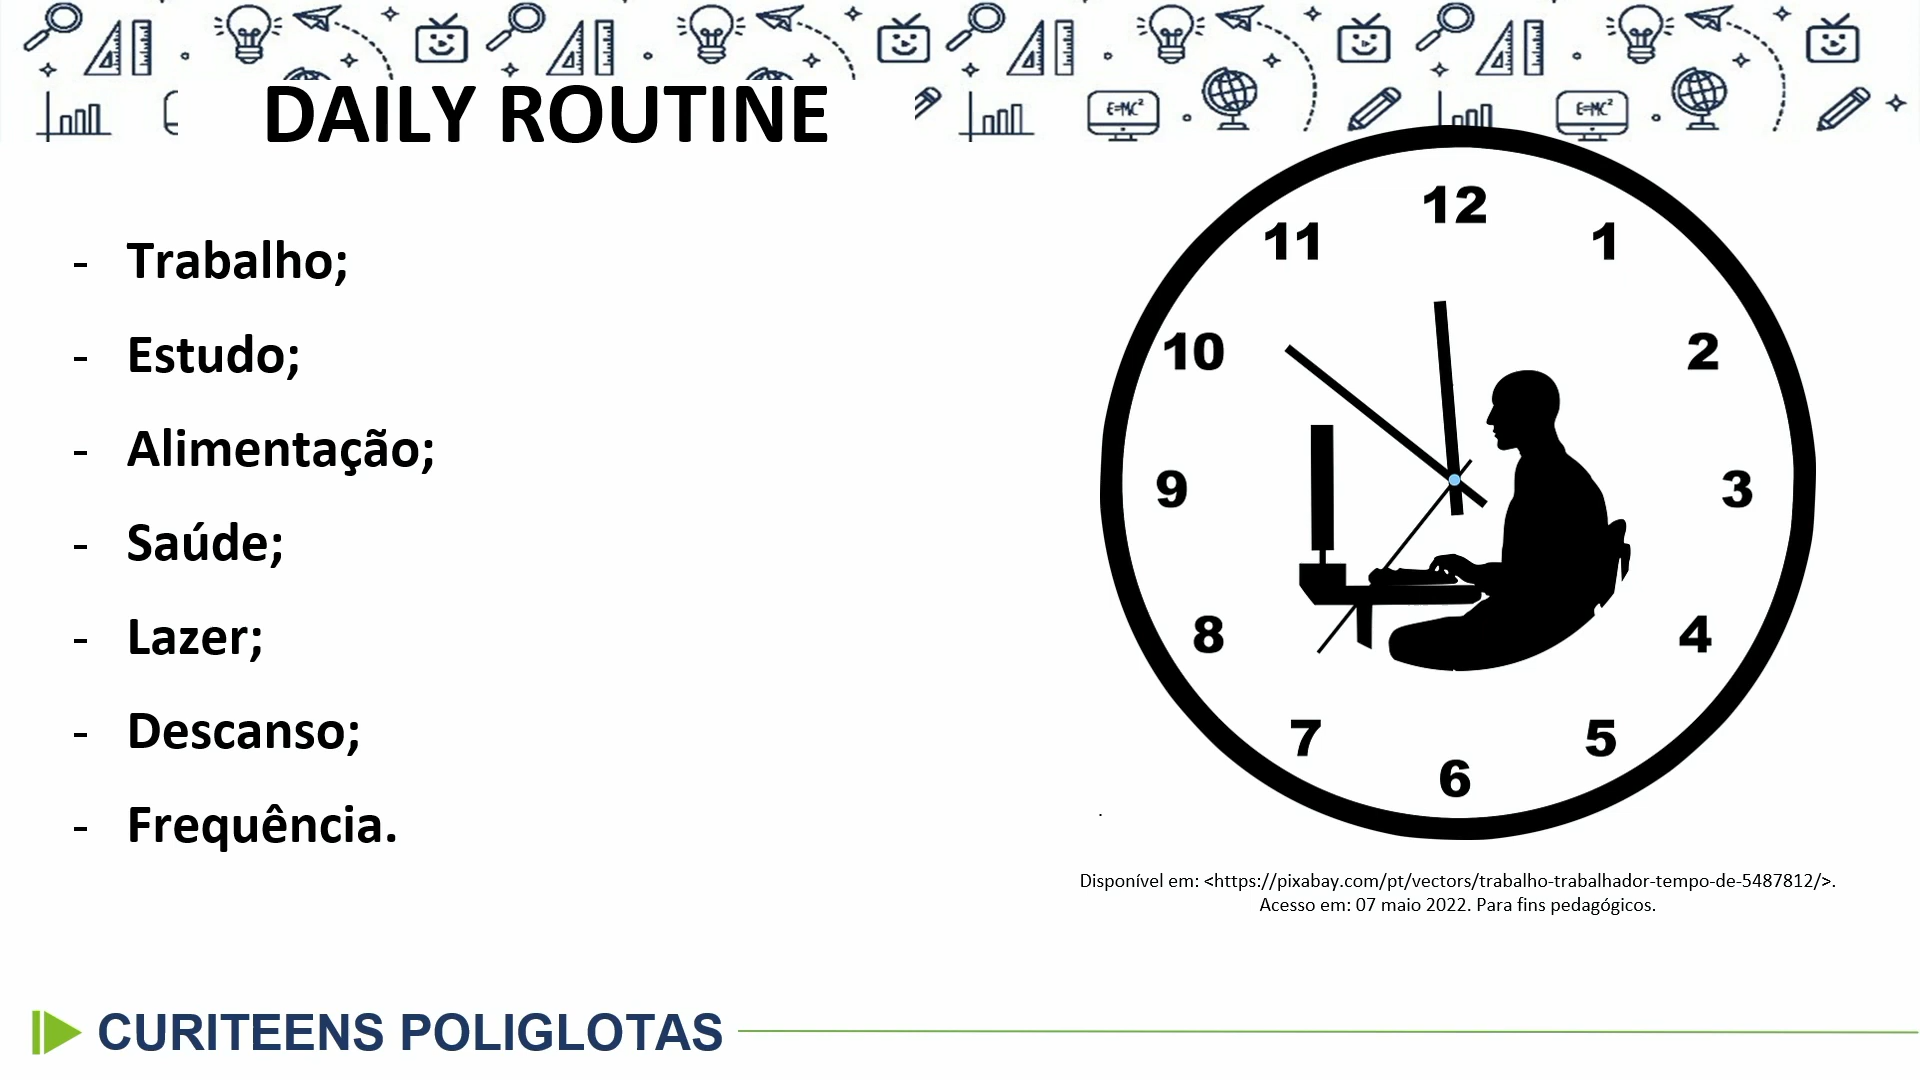 E=MC²
E=MC²
DAILY ROUTINE
- Trabalho;
- Estudo;
- Alimentação;
- Saúde;
- Lazer;
- Descanso;
- Frequência.
12
11
1
10
2
9
3
8
4
7
5
6
.
Disponível em: <https://pixabay.com/pt/vectors/trabalho-trabalhador-tempo-de-5487812/>.
Acesso em: 07 maio 2022. Para fins pedagógicos.
CURITEENS POLIGLOTAS